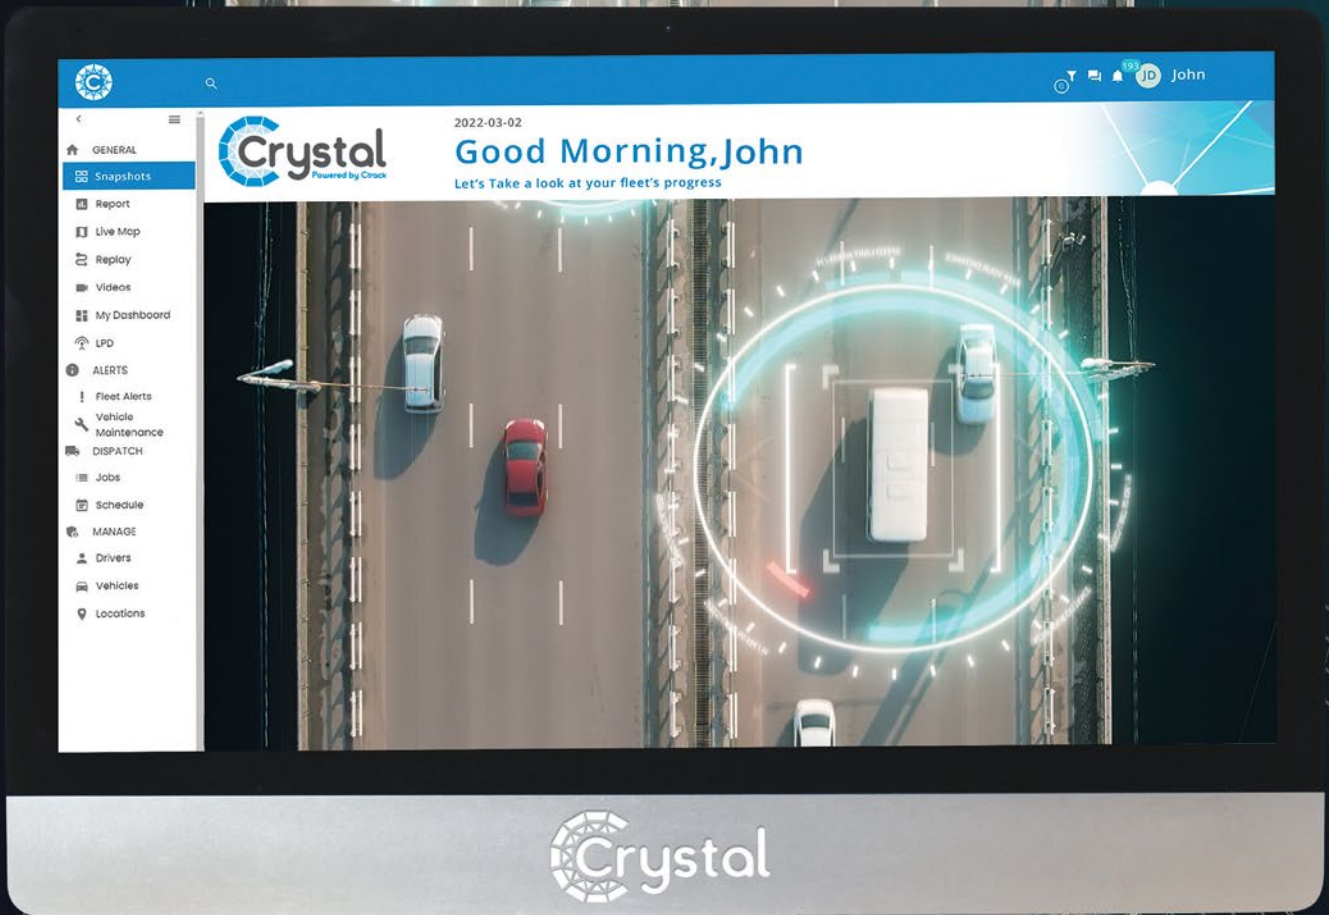 193
JD
John
GENERAL
Snapshots
Report
Live Map
Replay
Videos
My Dashboard
LPD
ALERTS
Fleet Alerts
Vehicle
Maintenance
DISPATCH
Jobs
Schedule
MANAGE
Drivers
Vehicles
Locations
Crystal
Powered by Ctrack
2022-03-02
Good Morning,John
Let's Take a look at your fleet's progress
Crystal